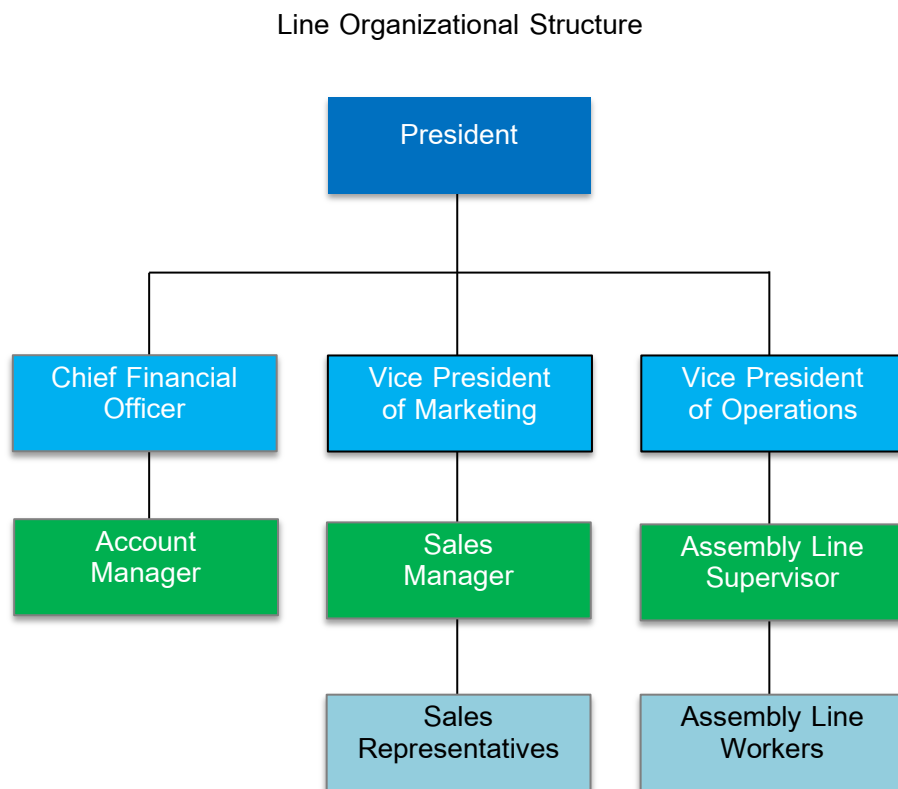 Line Organizational Structure
President
Chief Financial
Officer
Vice President
of Marketing
Vice President
of Operations
Account
Manager
Sales
Manager
Assembly Line
Supervisor
Sales
Representatives
Assembly Line
Workers